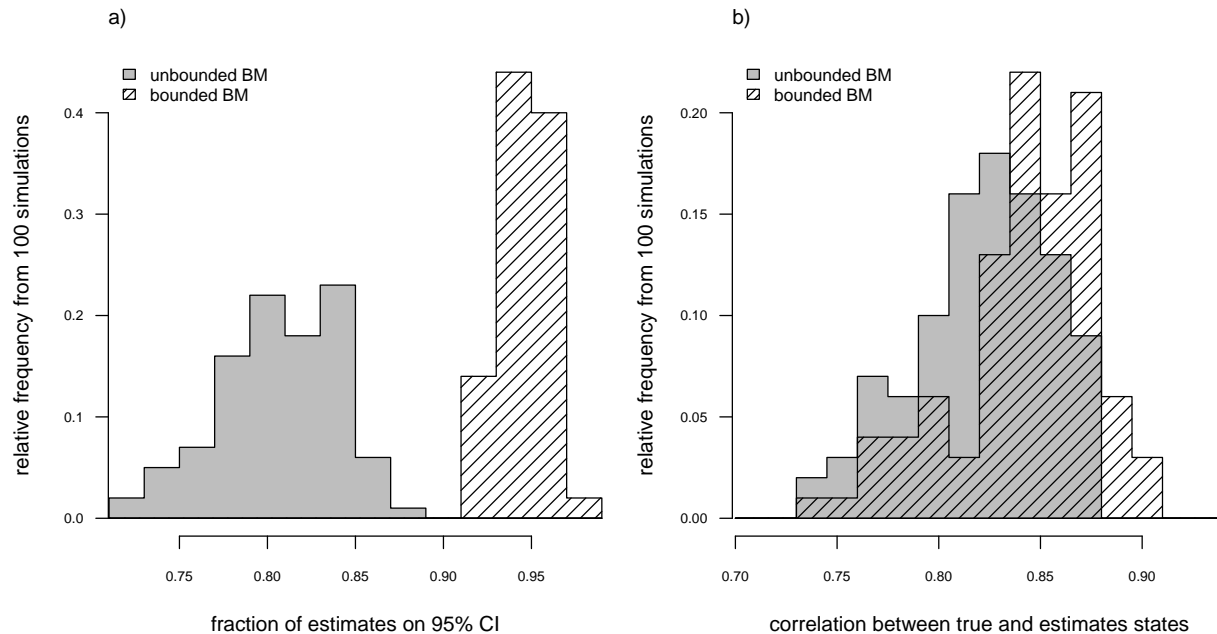 a)
unbounded BM
bounded BM
relative frequency from 100 simulations
0.4
0.3
0.2
0.1
0.0
0.75 0.80 0.85 0.90 0.95
fraction of estimates on 95% CI
b)
unbounded BM
bounded BM
relative frequency from 100 simulations
0.20
0.15
0.10
0.05
0.00
0.70 0.75 0.80 0.85 0.90
correlation between true and estimates states